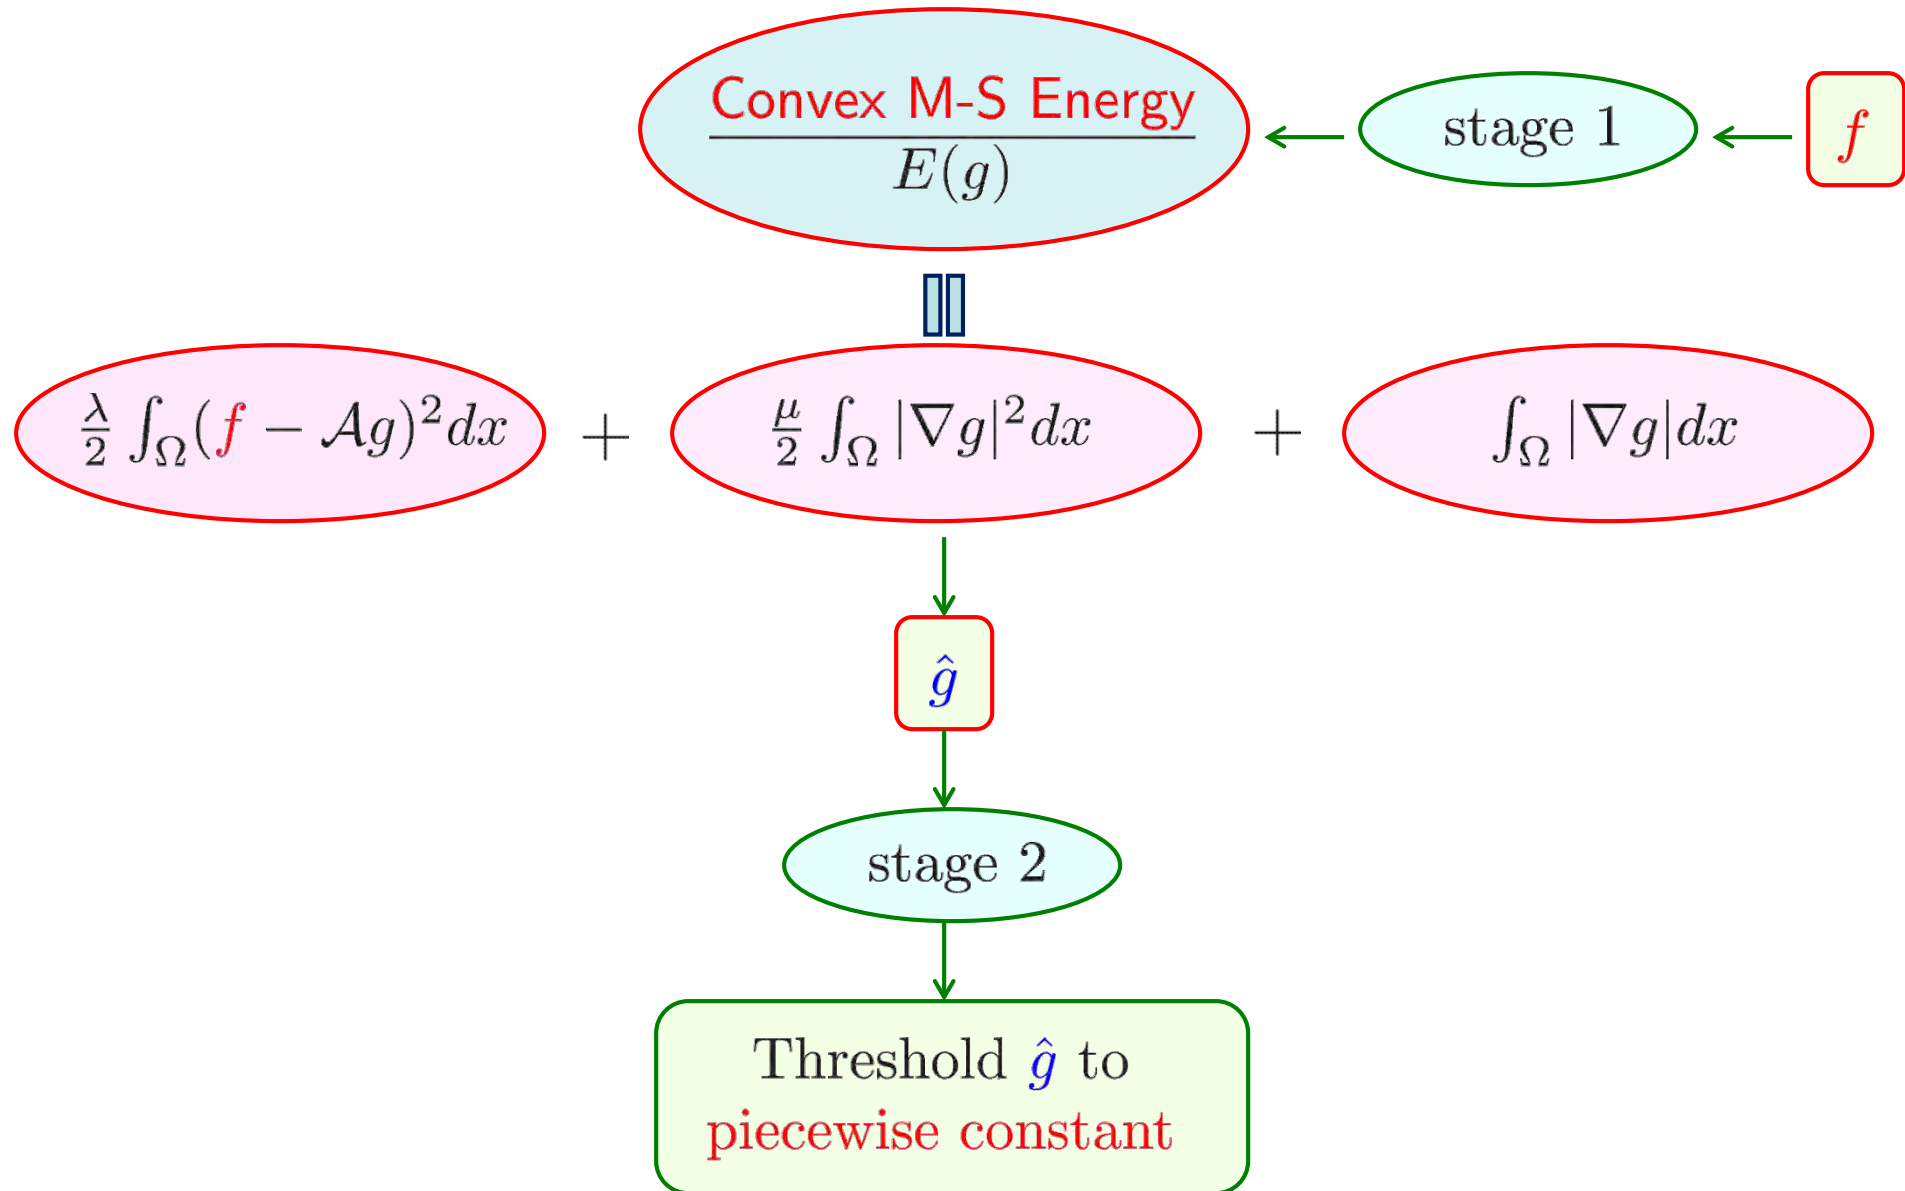 Convex M-S Energy
E(g)
stage 1
f
λ/2 ∫_Ω (f − 𝒜g)² dx + μ/2 ∫_Ω |∇g|² dx + ∫_Ω |∇g| dx
ĝ
stage 2
Threshold ĝ to
piecewise constant